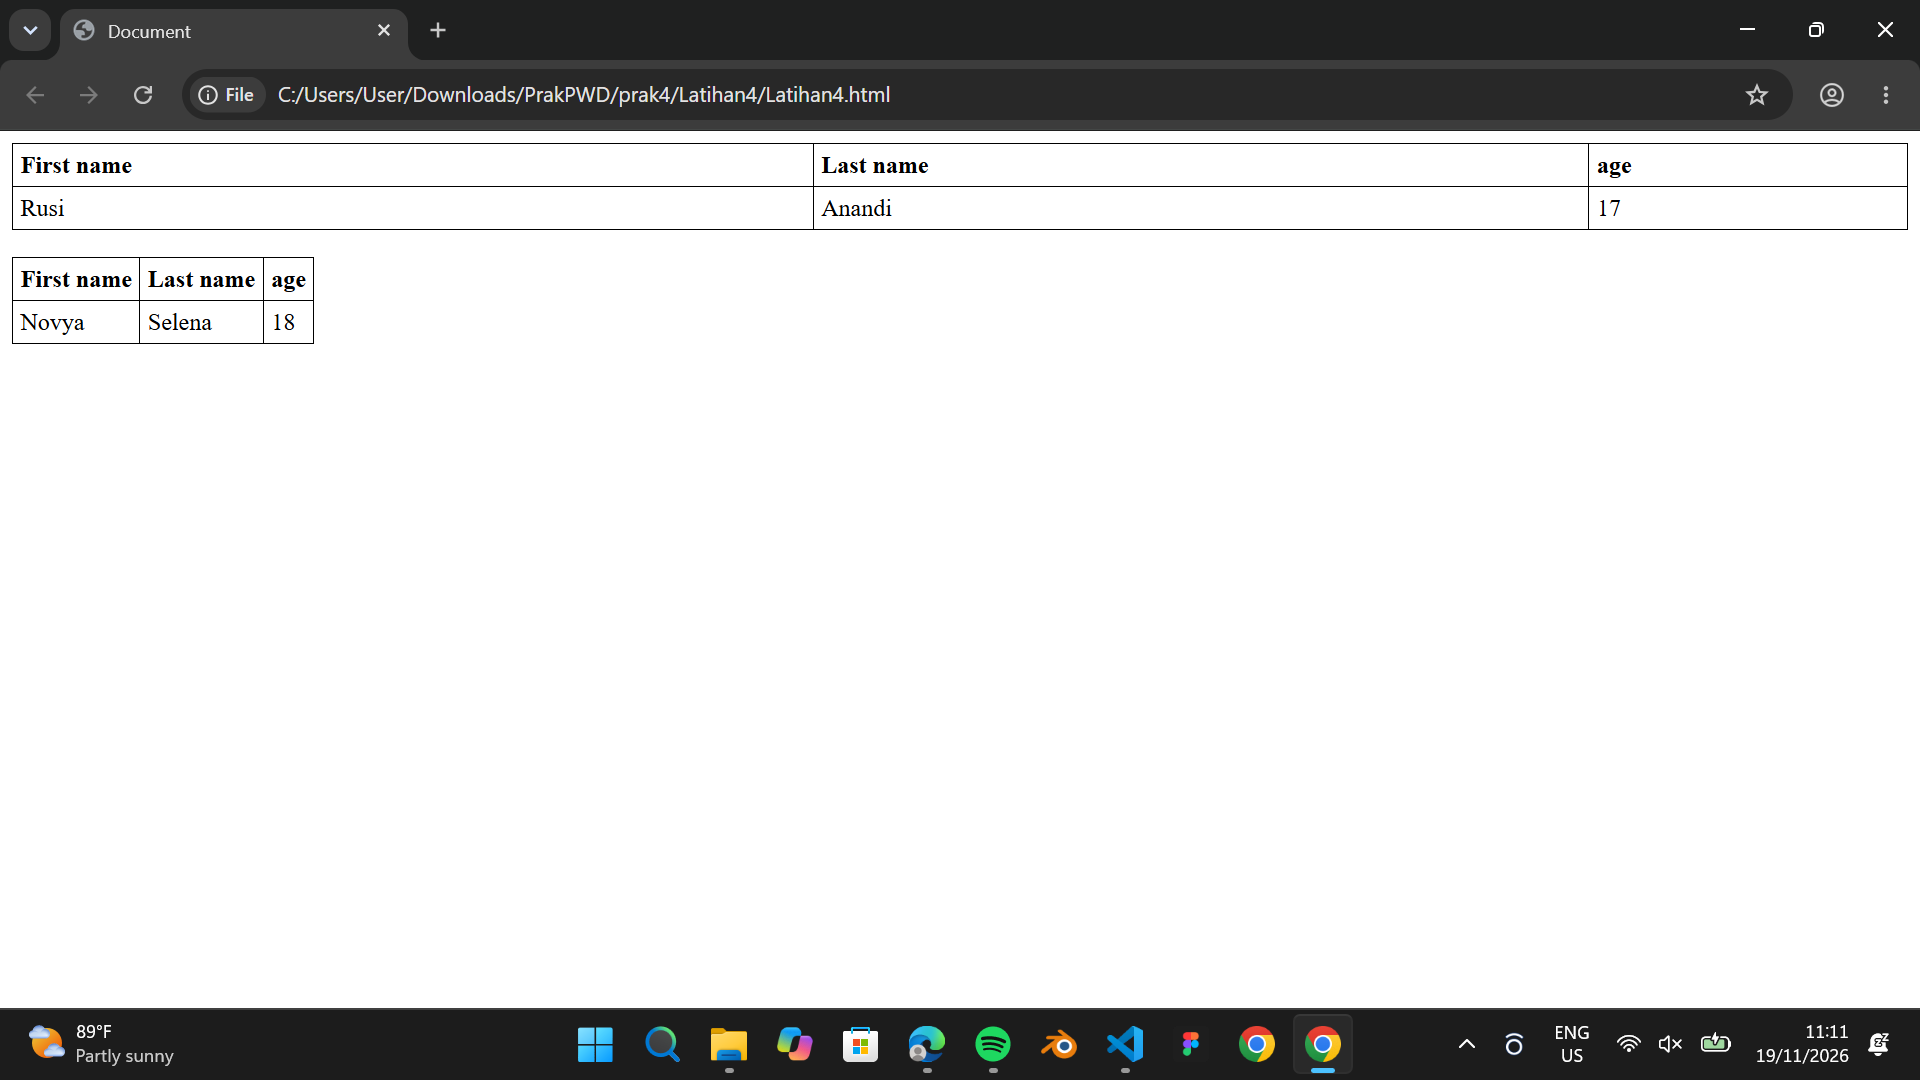 Document
File C:/Users/User/Downloads/PrakPWD/prak4/Latihan4/Latihan4.html
First name Last name age
Rusi Anandi 17
First name Last name age
Novya Selena 18
89°F
Partly sunny
ENG
US
11:11
19/11/2026